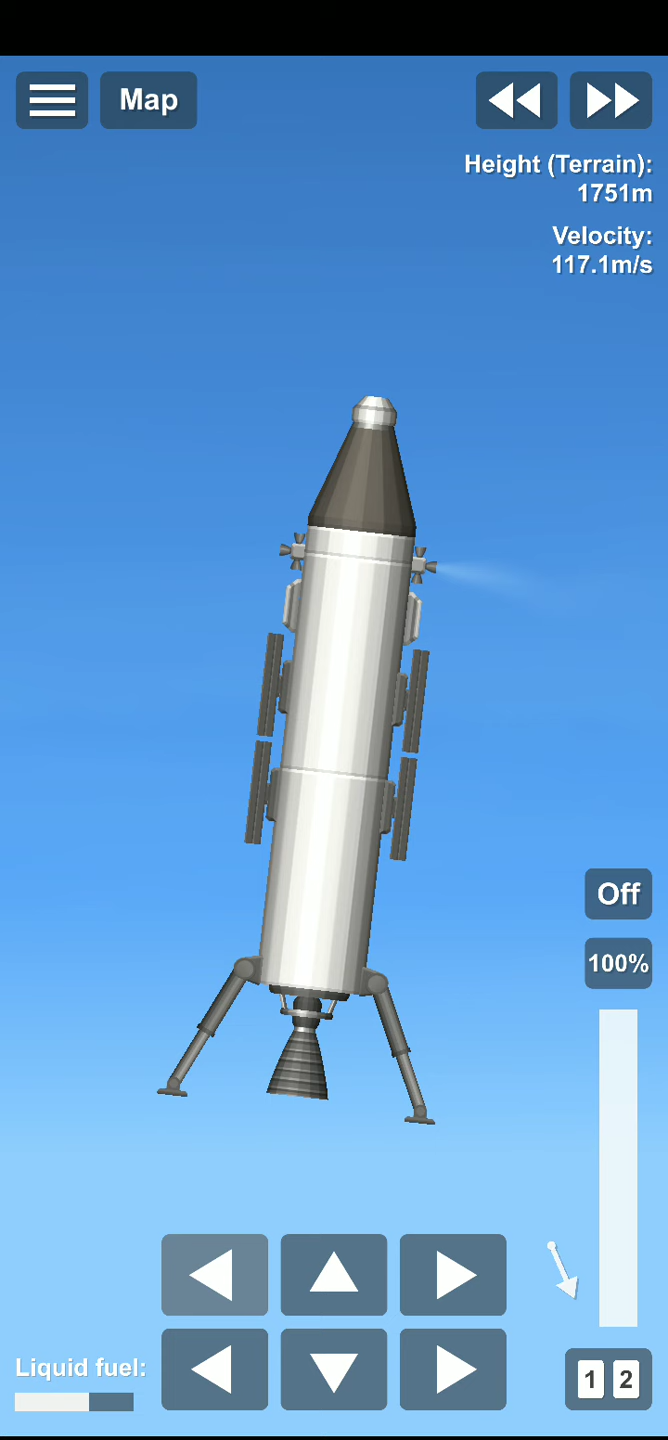 Map
Height (Terrain):
1751m
Velocity:
117.1m/s
Off
100%
Liquid fuel:
1 2